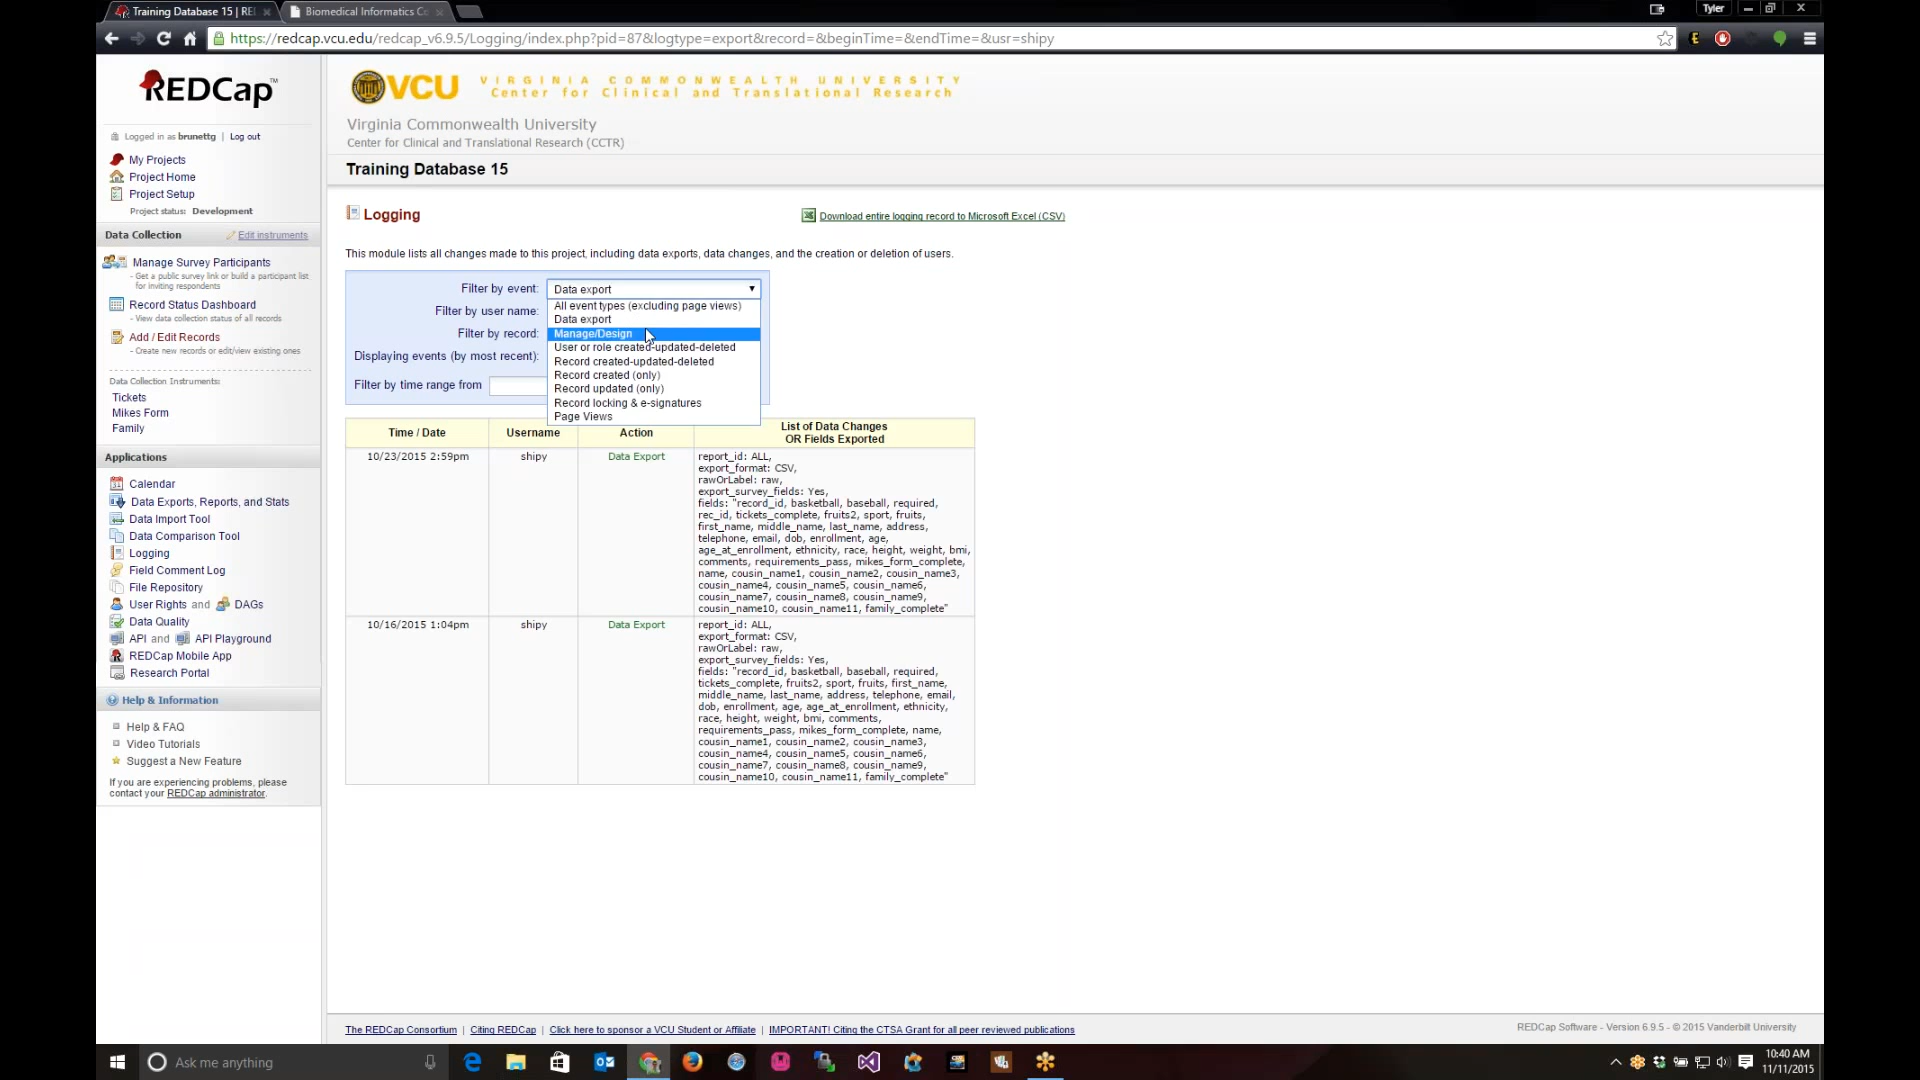 Training Database 15 | RE
Biomedical Informatics Co
Tyler
https://redcap.vcu.edu/redcap_v6.9.5/Logging/index.php?pid=87&logtype=export&record=&beginTime=&endTime=&usr=shipy
REDCap™
Logged in as brunettg | Log out
My Projects
Project Home
Project Setup
Project status: Development
Data Collection
Edit instruments
Manage Survey Participants
- Get a public survey link or build a participant list
for inviting respondents
Record Status Dashboard
- View data collection status of all records
Add / Edit Records
- Create new records or edit/view existing ones
Data Collection Instruments:
Tickets
Mikes Form
Family
Applications
Calendar
Data Exports, Reports, and Stats
Data Import Tool
Data Comparison Tool
Logging
Field Comment Log
File Repository
User Rights and DAGs
Data Quality
API and API Playground
REDCap Mobile App
Research Portal
Help & Information
Help & FAQ
Video Tutorials
Suggest a New Feature
If you are experiencing problems, please
contact your REDCap administrator.
VCU
VIRGINIA COMMONWEALTH UNIVERSITY
Center for Clinical and Translational Research
Virginia Commonwealth University
Center for Clinical and Translational Research (CCTR)
Training Database 15
Logging
Download entire logging record to Microsoft Excel (CSV)
This module lists all changes made to this project, including data exports, data changes, and the creation or deletion of users.
Filter by event: Data export
Filter by user name:
Filter by record:
Displaying events (by most recent):
Filter by time range from
All event types (excluding page views)
Data export
Manage/Design
User or role created-updated-deleted
Record created-updated-deleted
Record created (only)
Record updated (only)
Record locking & e-signatures
Page Views
Time / Date
Username
Action
List of Data Changes
OR Fields Exported
10/23/2015 2:59pm
shipy
Data Export
report_id: ALL,
export_format: CSV,
rawOrLabel: raw,
export_survey_fields: Yes,
fields: "record_id, basketball, baseball, required,
rec_id, tickets_complete, fruits2, sport, fruits,
first_name, middle_name, last_name, address,
telephone, email, dob, enrollment, age,
age_at_enrollment, ethnicity, race, height, weight, bmi,
comments, requirements_pass, mikes_form_complete,
name, cousin_name1, cousin_name2, cousin_name3,
cousin_name4, cousin_name5, cousin_name6,
cousin_name7, cousin_name8, cousin_name9,
cousin_name10, cousin_name11, family_complete"
10/16/2015 1:04pm
shipy
Data Export
report_id: ALL,
export_format: CSV,
rawOrLabel: raw,
export_survey_fields: Yes,
fields: "record_id, basketball, baseball, required,
tickets_complete, fruits2, sport, fruits, first_name,
middle_name, last_name, address, telephone, email,
dob, enrollment, age, age_at_enrollment, ethnicity,
race, height, weight, bmi, comments,
requirements_pass, mikes_form_complete, name,
cousin_name1, cousin_name2, cousin_name3,
cousin_name4, cousin_name5, cousin_name6,
cousin_name7, cousin_name8, cousin_name9,
cousin_name10, cousin_name11, family_complete"
The REDCap Consortium | Citing REDCap | Click here to sponsor a VCU Student or Affiliate | IMPORTANT! Citing the CTSA Grant for all peer reviewed publications
REDCap Software - Version 6.9.5 - © 2015 Vanderbilt University
Ask me anything
10:40 AM
11/11/2015